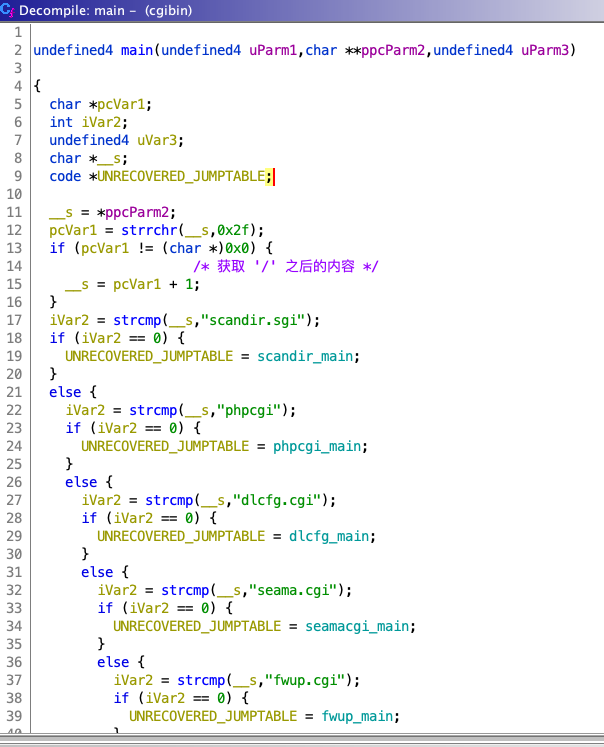 Decompile: main – (cgibin)
1
2 undefined4 main(undefined4 uParm1,char **ppcParm2,undefined4 uParm3)
3
4 {
5 char *pcVar1;
6 int iVar2;
7 undefined4 uVar3;
8 char *__s;
9 code *UNRECOVERED_JUMPTABLE;
10
11 __s = *ppcParm2;
12 pcVar1 = strrchr(__s,0x2f);
13 if (pcVar1 != (char *)0x0) {
14 /* 获取 '/' 之后的内容 */
15 __s = pcVar1 + 1;
16 }
17 iVar2 = strcmp(__s,"scandir.sgi");
18 if (iVar2 == 0) {
19 UNRECOVERED_JUMPTABLE = scandir_main;
20 }
21 else {
22 iVar2 = strcmp(__s,"phpcgi");
23 if (iVar2 == 0) {
24 UNRECOVERED_JUMPTABLE = phpcgi_main;
25 }
26 else {
27 iVar2 = strcmp(__s,"dlcfg.cgi");
28 if (iVar2 == 0) {
29 UNRECOVERED_JUMPTABLE = dlcfg_main;
30 }
31 else {
32 iVar2 = strcmp(__s,"seama.cgi");
33 if (iVar2 == 0) {
34 UNRECOVERED_JUMPTABLE = seamacgi_main;
35 }
36 else {
37 iVar2 = strcmp(__s,"fwup.cgi");
38 if (iVar2 == 0) {
39 UNRECOVERED_JUMPTABLE = fwup_main;